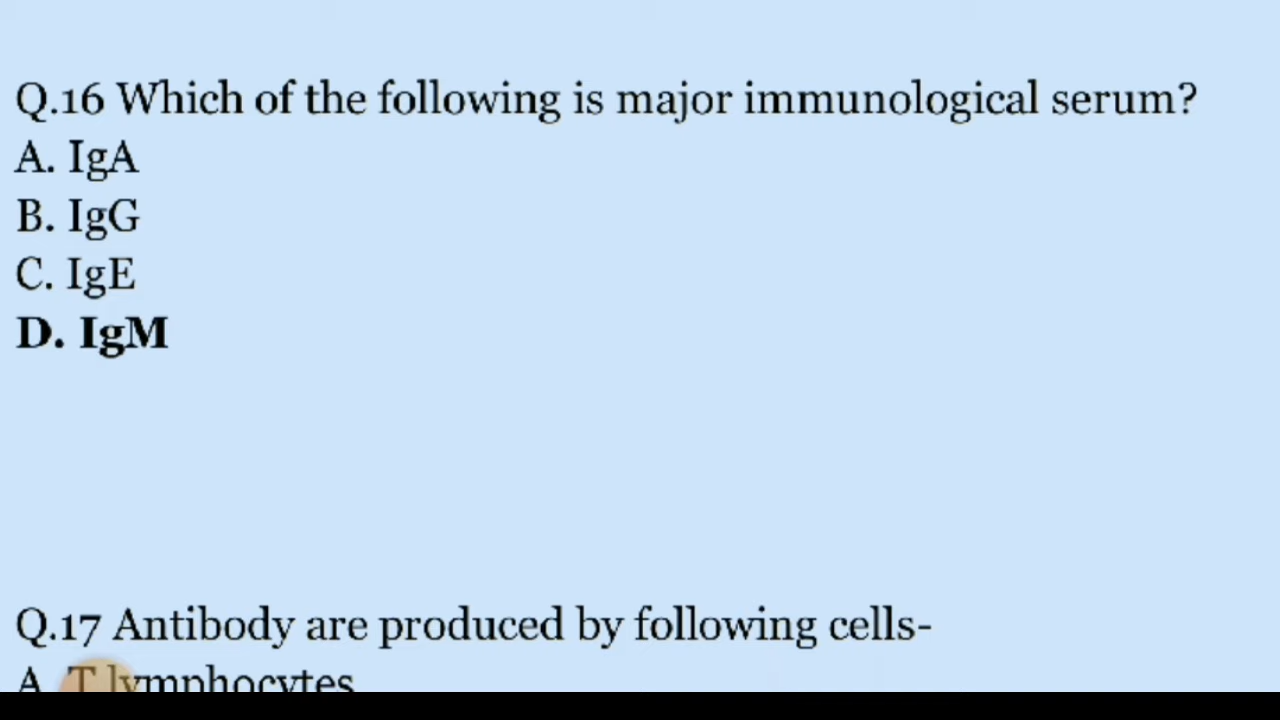 Q.16 Which of the following is major immunological serum?
A. IgA
B. IgG
C. IgE
D. IgM
Q.17 Antibody are produced by following cells-
A. T lymphocytes